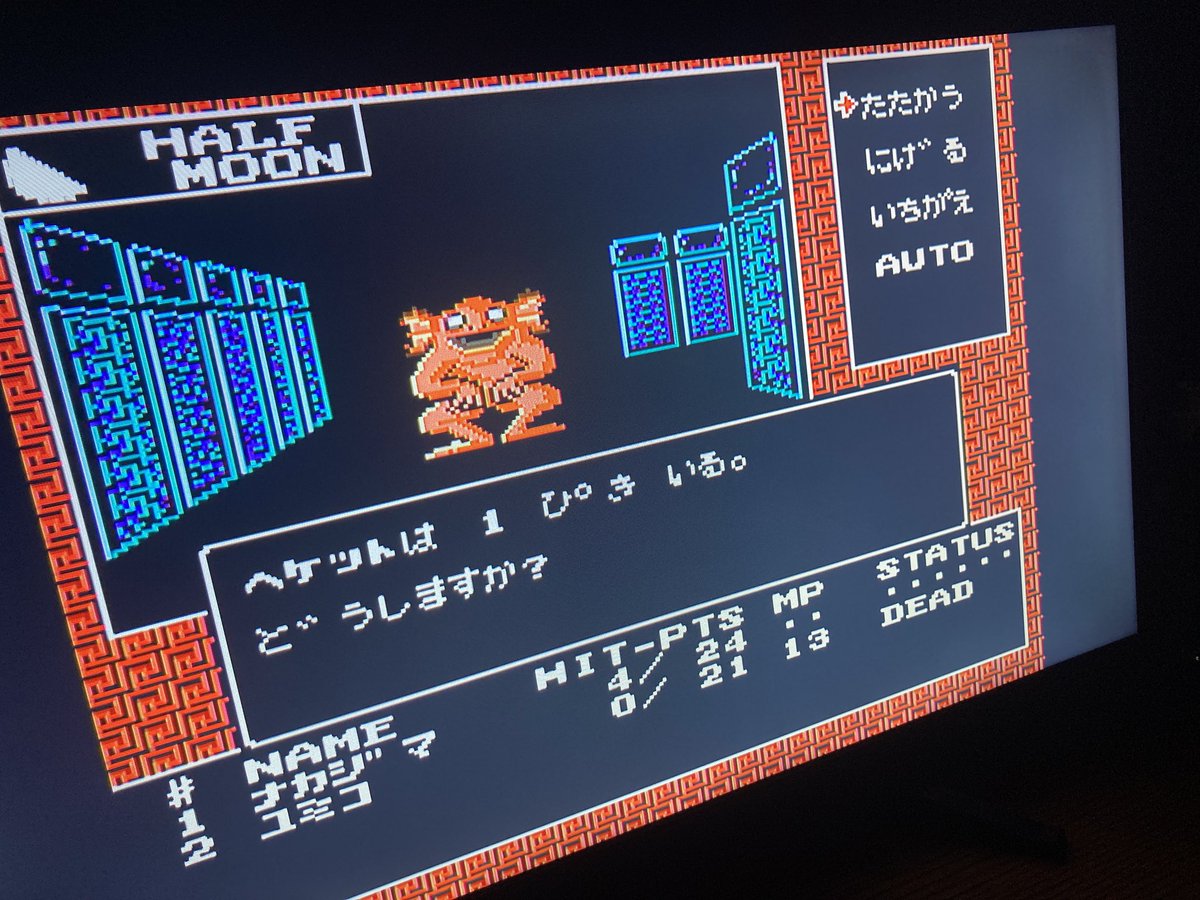 HALF
MOON
たたかう
にげる
いちがえ
AUTO
ヘケットは 1 ぴき いる。
どうしますか?
# NAME HIT-PTS MP STATUS
1 ナカジマ 4/ 24 .. .....
2 ユミコ 0/ 21 13 DEAD